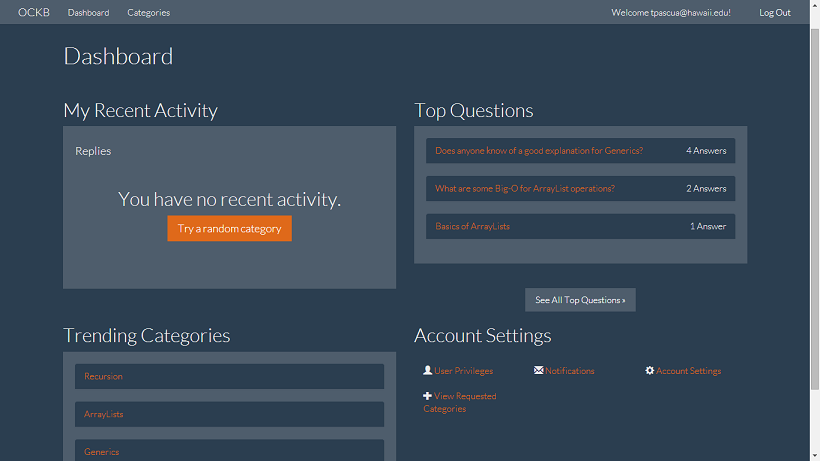 OCKB Dashboard Categories Welcome tpascua@hawaii.edu! Log Out
Dashboard
My Recent Activity
Replies
You have no recent activity.
Try a random category
Top Questions
Does anyone know of a good explanation for Generics? 4 Answers
What are some Big-O for ArrayList operations? 2 Answers
Basics of ArrayLists 1 Answer
See All Top Questions »
Trending Categories
Recursion
ArrayLists
Generics
Account Settings
User Privileges Notifications Account Settings
View Requested
Categories